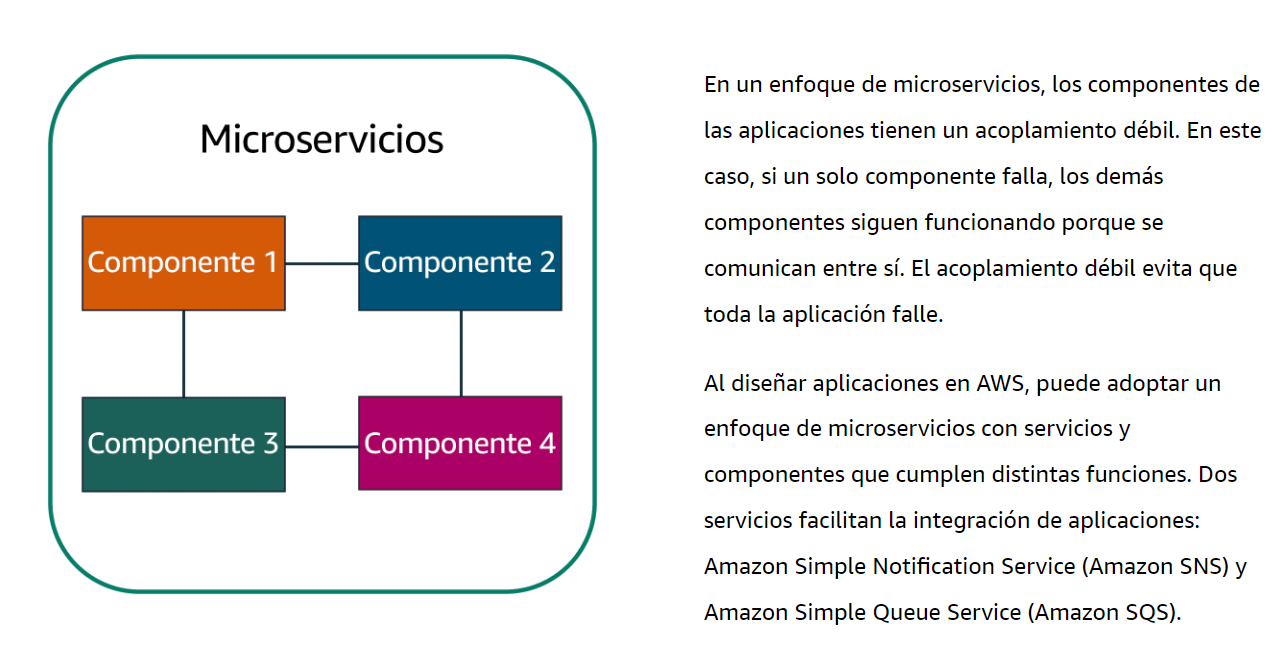 Microservicios
Componente 1
Componente 2
Componente 3
Componente 4
En un enfoque de microservicios, los componentes de
las aplicaciones tienen un acoplamiento débil. En este
caso, si un solo componente falla, los demás
componentes siguen funcionando porque se
comunican entre sí. El acoplamiento débil evita que
toda la aplicación falle.
Al diseñar aplicaciones en AWS, puede adoptar un
enfoque de microservicios con servicios y
componentes que cumplen distintas funciones. Dos
servicios facilitan la integración de aplicaciones:
Amazon Simple Notification Service (Amazon SNS) y
Amazon Simple Queue Service (Amazon SQS).